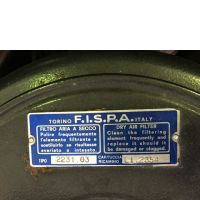 TORINO F.I.S.P.A. ITALY
FILTRO ARIA A SECCO
Pulire frequentemente
l'elemento filtrante e
sostituirlo se risultasse
avariato o intasato.
DRY AIR FILTER
Clean the filtering
element frequently and
replace it should it
be damaged or clogged.
TIPO 2231.03
CARTUCCIA RICAMBIO